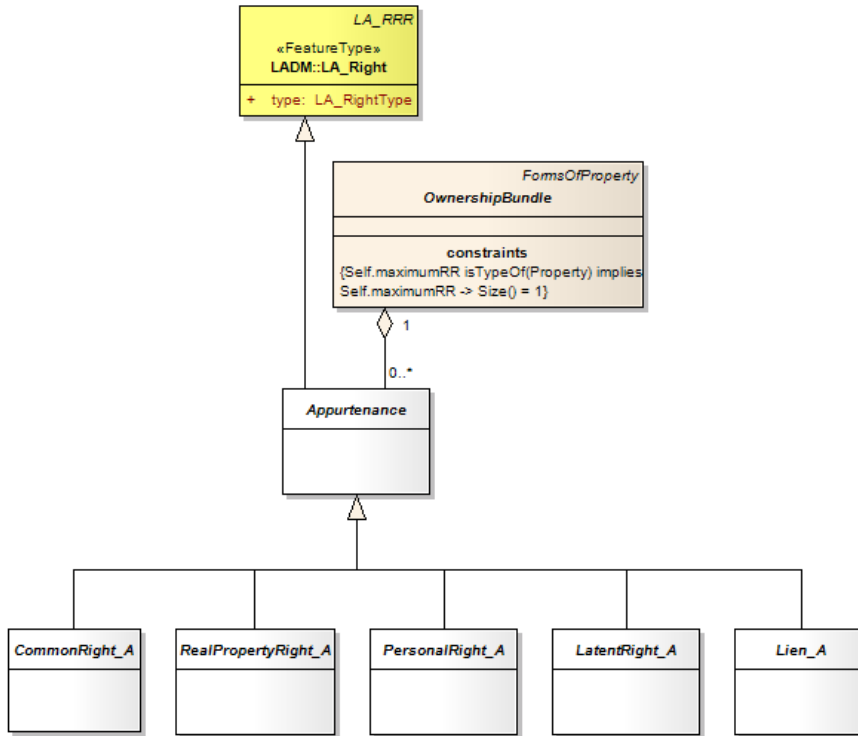 LA_RRR
«FeatureType»
LADM::LA_Right
+ type: LA_RightType
FormsOfProperty
OwnershipBundle
constraints
{Self.maximumRR isTypeOf(Property) implies
Self.maximumRR -> Size() = 1}
1
0..*
Appurtenance
CommonRight_A
RealPropertyRight_A
PersonalRight_A
LatentRight_A
Lien_A